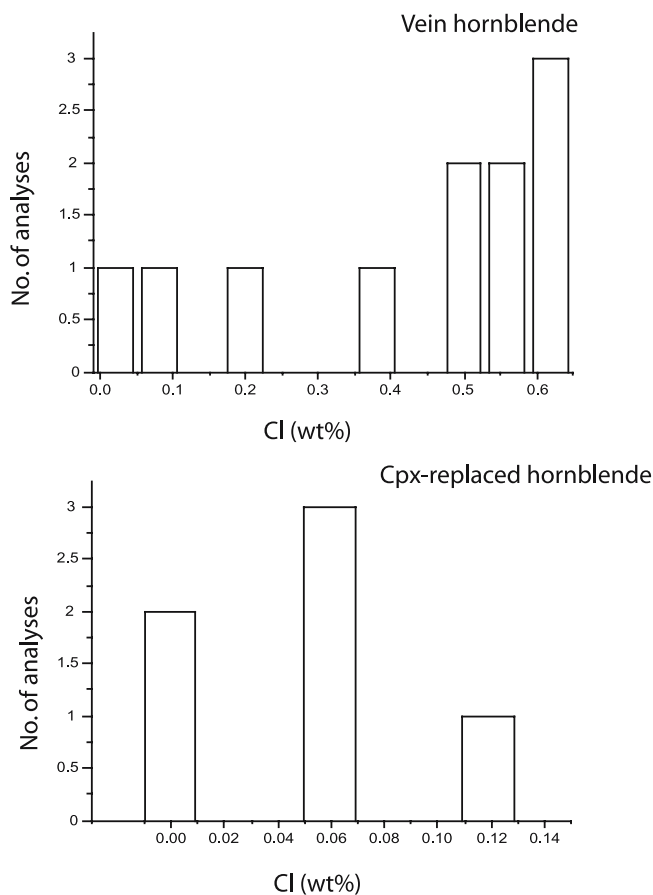 Vein hornblende
No. of analyses
3
2.5
2
1.5
1
0.5
0
0.0 0.1 0.2 0.3 0.4 0.5 0.6
Cl (wt%)
Cpx-replaced hornblende
No. of analyses
3
2.5
2
1.5
1
0.5
0
0.00 0.02 0.04 0.06 0.08 0.10 0.12 0.14
Cl (wt%)